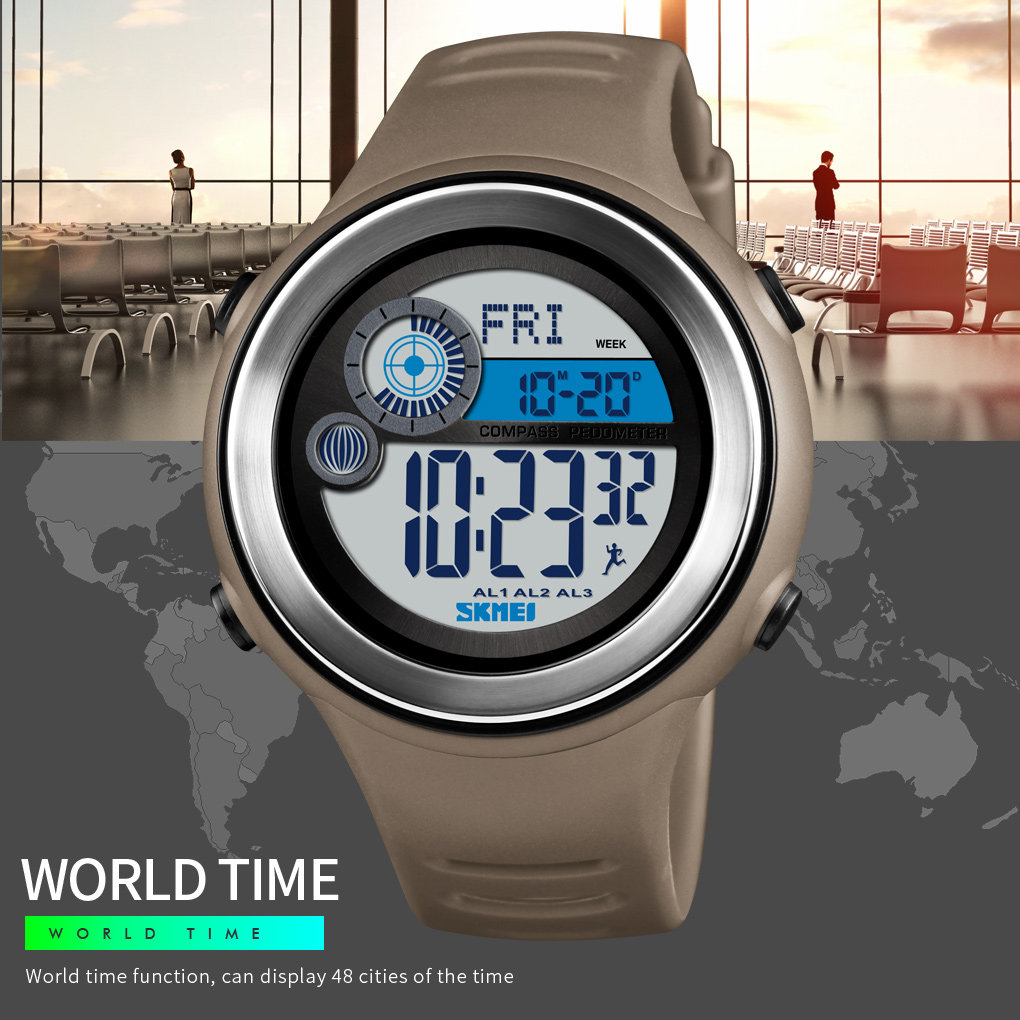 FRI
WEEK
10-20
M
D
COMPASS PEDOMETER
10:23 32
AL1 AL2 AL3
SKMEI
WORLD TIME
WORLD TIME
World time function, can display 48 cities of the time